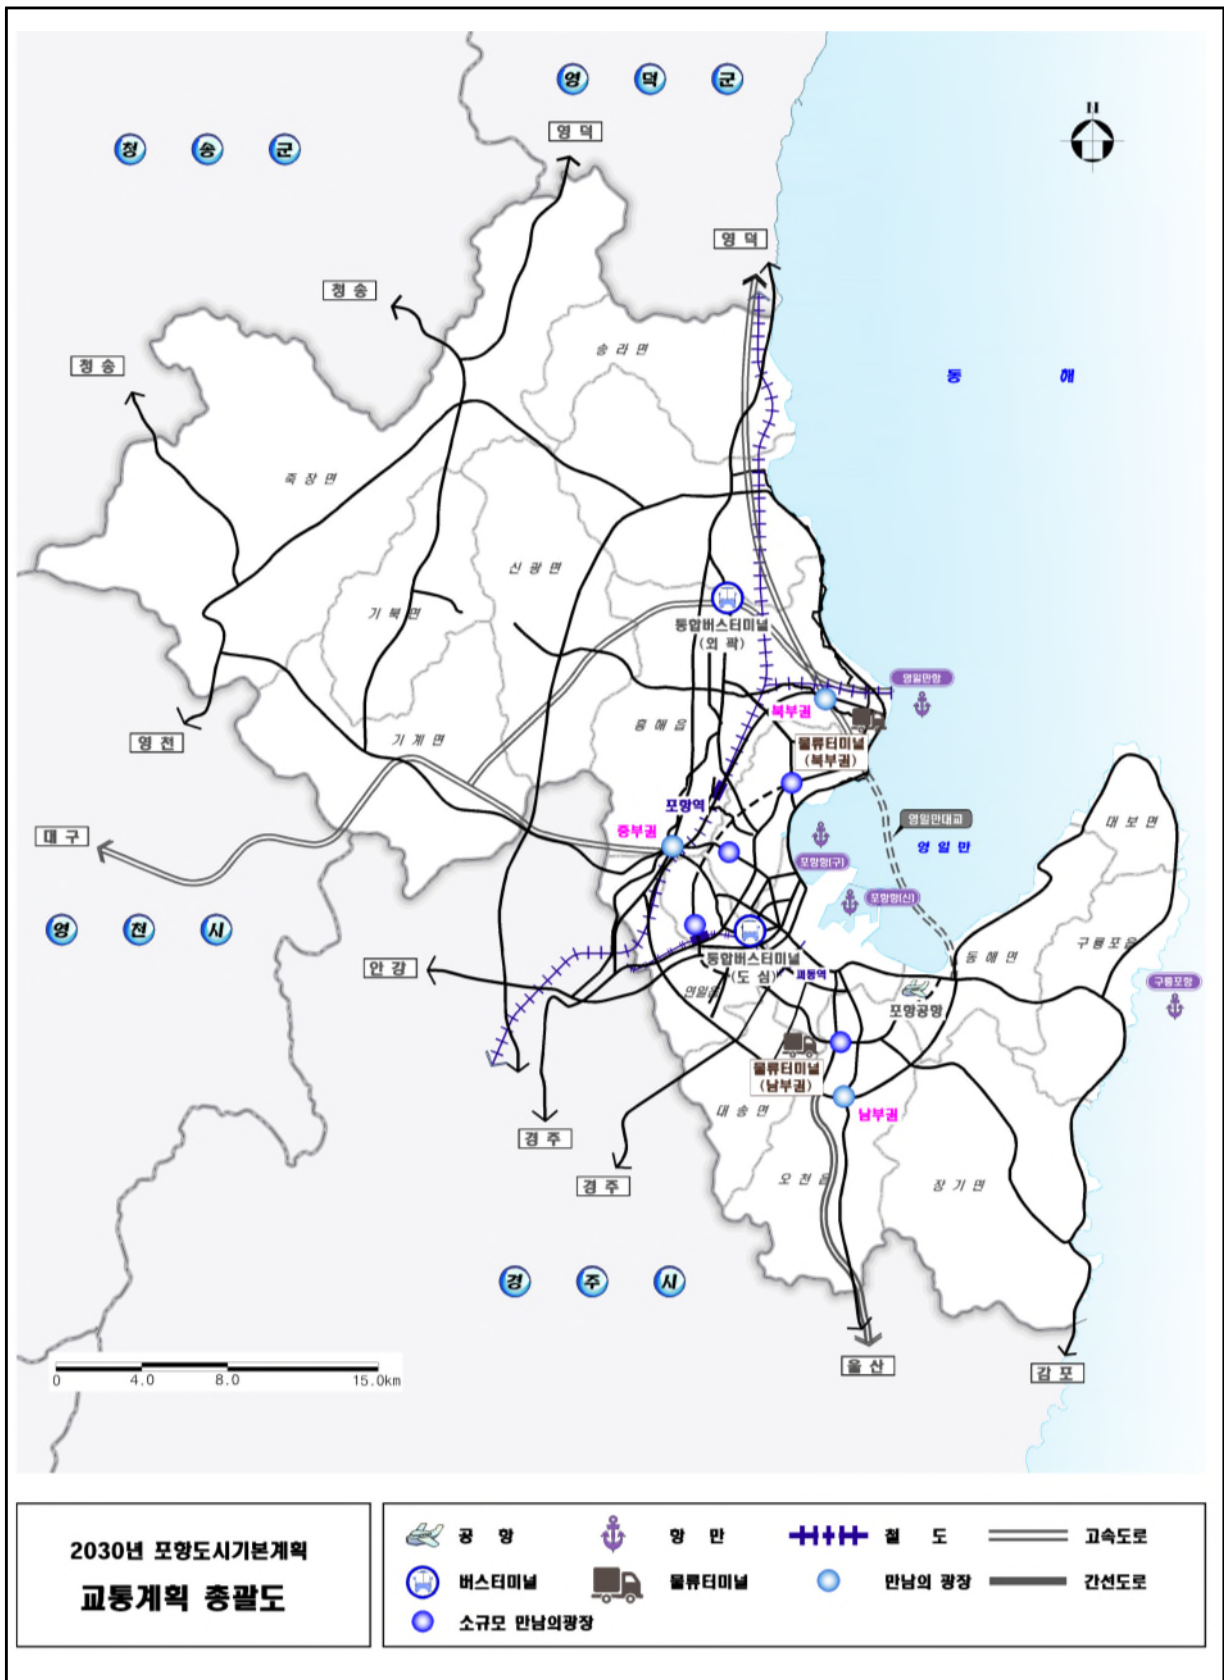 영 덕 군
N
청 송 군
영 덕
영 덕
청 송
송 라 면
청 송
동 해
죽 장 면
신 광 면
기 북 면
통합버스터미널
(외 곽)
영일만항
북부권
흥 해 읍
영 천
기 계 면
물류터미널
(북부권)
포항역
대 보 면
중부권
영일만대교
대 구
영 일 만
포항항(구)
포항항(신)
영 천 시
구 룡 포 읍
동 해 면
통합버스터미널
(도 심)
안 강
괴동역
구룡포항
연일읍
포항공항
물류터미널
(남부권)
대 송 면
남부권
경 주
오 천 읍
장 기 면
경 주
경 주 시
울 산
감 포
0 4.0 8.0 15.0km
2030년 포항도시기본계획
교통계획 총괄도
공 항 항 만 철 도 고속도로
버스터미널 물류터미널 만남의 광장 간선도로
소규모 만남의광장